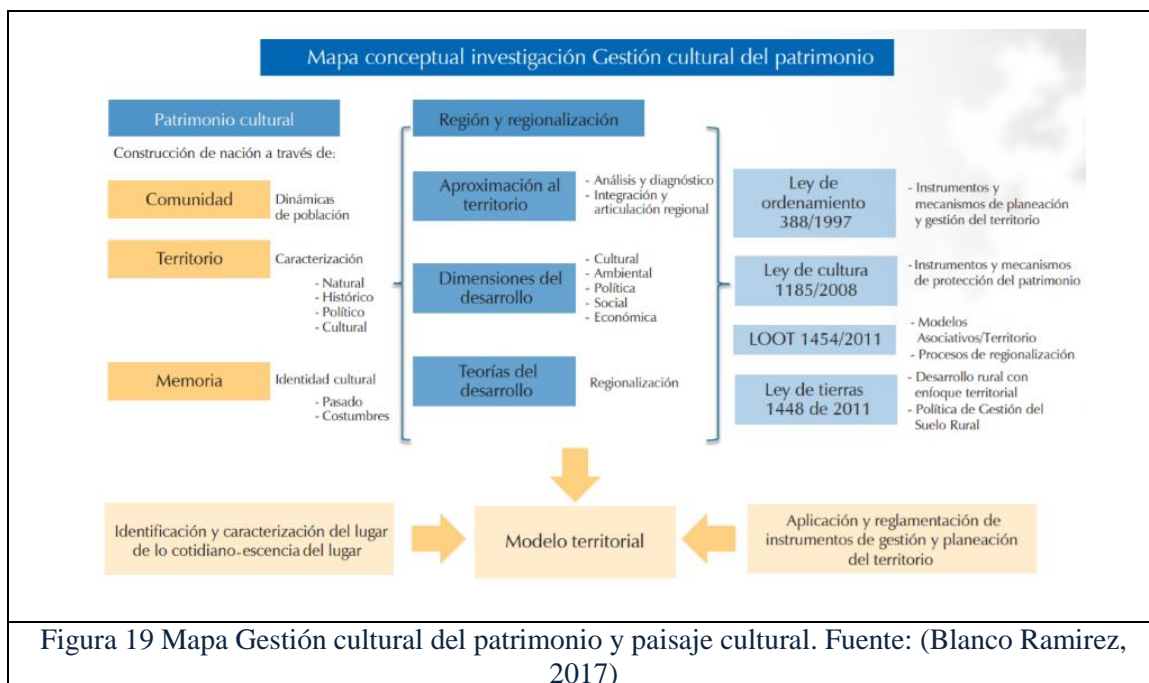 Mapa conceptual investigación Gestión cultural del patrimonio
Patrimonio cultural
Construcción de nación a través de:
Comunidad
Dinámicas
de población
Territorio
Caracterización
- Natural
- Histórico
- Político
- Cultural
Memoria
Identidad cultural
- Pasado
- Costumbres
Región y regionalización
Aproximación al
territorio
- Análisis y diagnóstico
- Integración y
articulación regional
Dimensiones del
desarrollo
- Cultural
- Ambiental
- Política
- Social
- Económica
Teorías del
desarrollo
Regionalización
Ley de
ordenamiento
388/1997
- Instrumentos y
mecanismos de planeación
y gestión del territorio
Ley de cultura
1185/2008
- Instrumentos y mecanismos
de protección del patrimonio
LOOT 1454/2011
- Modelos
Asociativos/Territorio
- Procesos de regionalización
Ley de tierras
1448 de 2011
- Desarrollo rural con
enfoque territorial
- Política de Gestión del
Suelo Rural
Identificación y caracterización del lugar
de lo cotidiano-escencia del lugar
Modelo territorial
Aplicación y reglamentación de
instrumentos de gestión y planeación
del territorio
Figura 19 Mapa Gestión cultural del patrimonio y paisaje cultural. Fuente: (Blanco Ramirez,
2017)